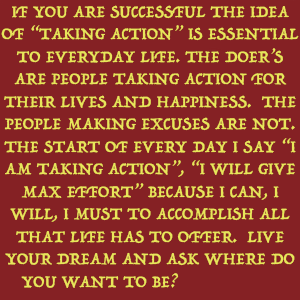 IF YOU ARE SUCCESSFUL THE IDEA
OF "TAKING ACTION" IS ESSENTIAL
TO EVERYDAY LIFE. THE DOER'S
ARE PEOPLE TAKING ACTION FOR
THEIR LIVES AND HAPPINESS.  THE
PEOPLE MAKING EXCUSES ARE NOT.
THE START OF EVERY DAY I SAY "I
AM TAKING ACTION", "I WILL GIVE
MAX EFFORT" BECAUSE I CAN, I
WILL, I MUST TO ACCOMPLISH ALL
THAT LIFE HAS TO OFFER.  LIVE
YOUR DREAM AND ASK WHERE DO
YOU WANT TO BE?